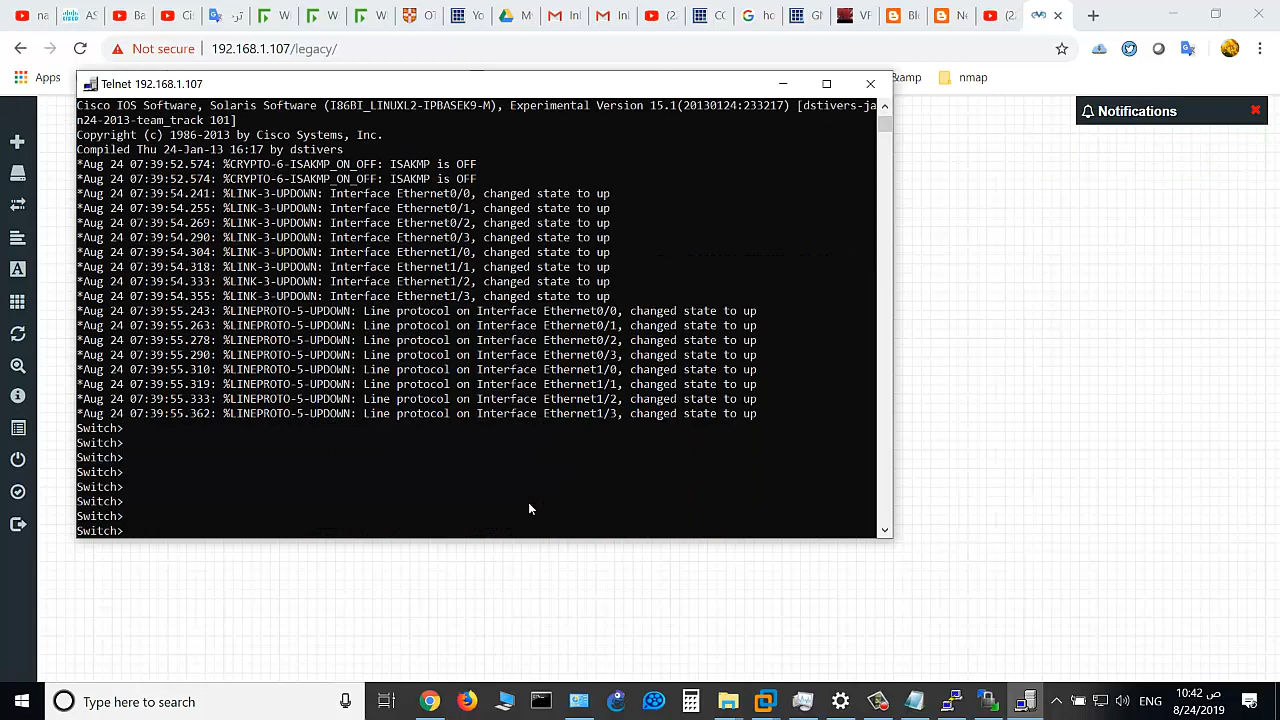 na
AS
Ba
Ci
ور
W
W
W
OT
Yo
M
Inl
Inl
(2
CC
ha
GN
VF
Bl
Ne
(2
Not secure
192.168.1.107/legacy/
Apps
&amp
nmap
Telnet 192.168.1.107
Notifications
Cisco IOS Software, Solaris Software (I86BI_LINUXL2-IPBASEK9-M), Experimental Version 15.1(20130124:233217) [dstivers-ja
n24-2013-team_track 101]
Copyright (c) 1986-2013 by Cisco Systems, Inc.
Compiled Thu 24-Jan-13 16:17 by dstivers
*Aug 24 07:39:52.574: %CRYPTO-6-ISAKMP_ON_OFF: ISAKMP is OFF
*Aug 24 07:39:52.574: %CRYPTO-6-ISAKMP_ON_OFF: ISAKMP is OFF
*Aug 24 07:39:54.241: %LINK-3-UPDOWN: Interface Ethernet0/0, changed state to up
*Aug 24 07:39:54.255: %LINK-3-UPDOWN: Interface Ethernet0/1, changed state to up
*Aug 24 07:39:54.269: %LINK-3-UPDOWN: Interface Ethernet0/2, changed state to up
*Aug 24 07:39:54.290: %LINK-3-UPDOWN: Interface Ethernet0/3, changed state to up
*Aug 24 07:39:54.304: %LINK-3-UPDOWN: Interface Ethernet1/0, changed state to up
*Aug 24 07:39:54.318: %LINK-3-UPDOWN: Interface Ethernet1/1, changed state to up
*Aug 24 07:39:54.333: %LINK-3-UPDOWN: Interface Ethernet1/2, changed state to up
*Aug 24 07:39:54.355: %LINK-3-UPDOWN: Interface Ethernet1/3, changed state to up
*Aug 24 07:39:55.243: %LINEPROTO-5-UPDOWN: Line protocol on Interface Ethernet0/0, changed state to up
*Aug 24 07:39:55.263: %LINEPROTO-5-UPDOWN: Line protocol on Interface Ethernet0/1, changed state to up
*Aug 24 07:39:55.278: %LINEPROTO-5-UPDOWN: Line protocol on Interface Ethernet0/2, changed state to up
*Aug 24 07:39:55.290: %LINEPROTO-5-UPDOWN: Line protocol on Interface Ethernet0/3, changed state to up
*Aug 24 07:39:55.310: %LINEPROTO-5-UPDOWN: Line protocol on Interface Ethernet1/0, changed state to up
*Aug 24 07:39:55.319: %LINEPROTO-5-UPDOWN: Line protocol on Interface Ethernet1/1, changed state to up
*Aug 24 07:39:55.333: %LINEPROTO-5-UPDOWN: Line protocol on Interface Ethernet1/2, changed state to up
*Aug 24 07:39:55.362: %LINEPROTO-5-UPDOWN: Line protocol on Interface Ethernet1/3, changed state to up
Switch>
Switch>
Switch>
Switch>
Switch>
Switch>
Switch>
Switch>
Type here to search
ENG
10:42 ص
8/24/2019